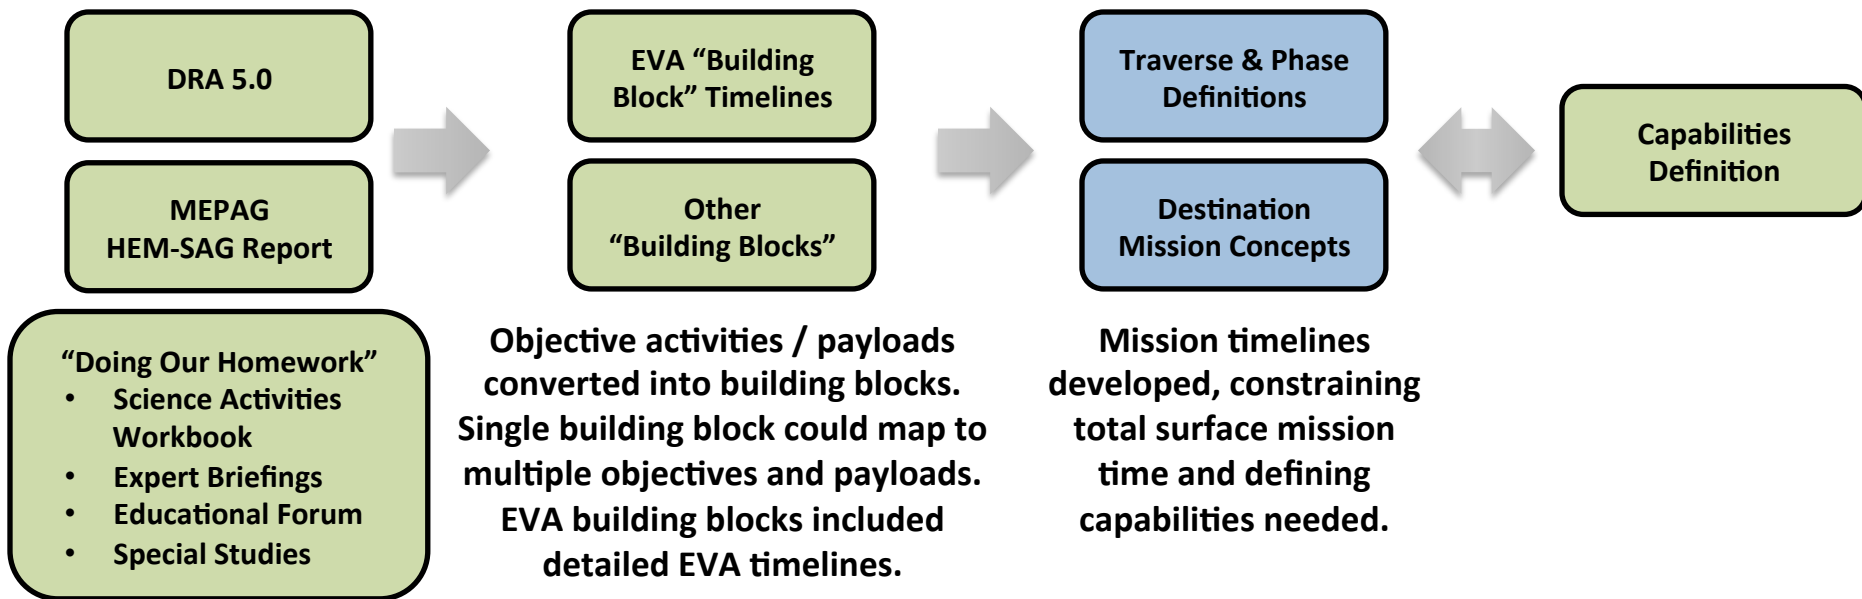 DRA 5.0
MEPAG
HEM-SAG Report
“Doing Our Homework”
• Science Activities
Workbook
• Expert Briefings
• Educational Forum
• Special Studies
EVA “Building
Block” Timelines
Other
“Building Blocks”
Objective activities / payloads
converted into building blocks.
Single building block could map to
multiple objectives and payloads.
EVA building blocks included
detailed EVA timelines.
Traverse & Phase
Definitions
Destination
Mission Concepts
Mission timelines
developed, constraining
total surface mission
time and defining
capabilities needed.
Capabilities
Definition